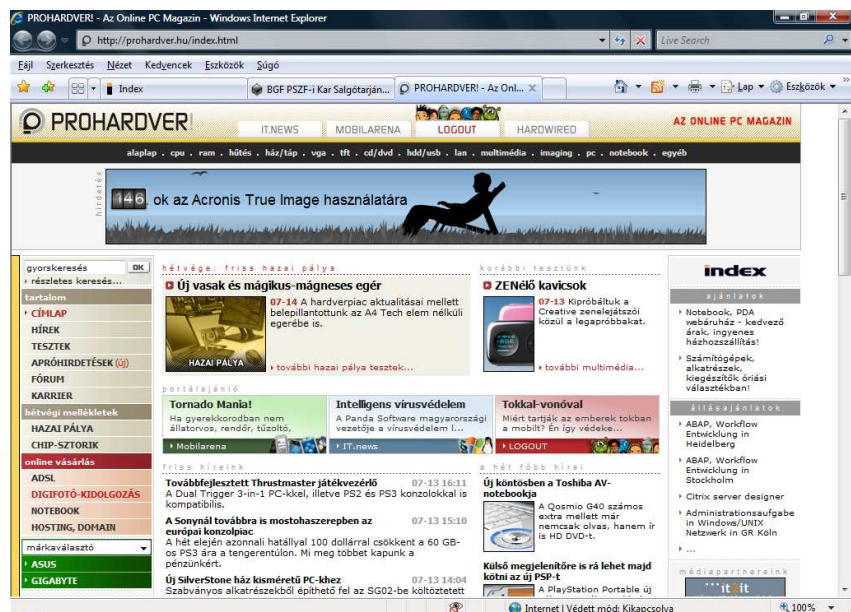 PROHARDVER! - Az Online PC Magazin - Windows Internet Explorer
http://prohardver.hu/index.html
Live Search
Fájl Szerkesztés Nézet Kedvencek Eszközök Súgó
Index
BGF PSZF-i Kar Salgótarján...
PROHARDVER! - Az Onl...
Lap
Eszközök
PROHARDVER!
IT.NEWS
MOBILARENA
LOGOUT
HARDWIRED
AZ ONLINE PC MAGAZIN
alaplap . cpu . ram . hűtés . ház/táp . vga . tft . cd/dvd . hdd/usb . lan . multimédia . imaging . pc . notebook . egyéb
hirdetés
146. ok az Acronis True Image használatára
gyorskeresés OK
részletes keresés...
tartalom
CÍMLAP
HÍREK
TESZTEK
APRÓHIRDETÉSEK (új)
FÓRUM
KARRIER
hétvégi mellékletek
HAZAI PÁLYA
CHIP-SZTORIK
online vásárlás
ADSL
DIGIFOTÓ-KIDOLGOZÁS
NOTEBOOK
HOSTING, DOMAIN
márkaválasztó
ASUS
GIGABYTE
hétvége: friss hazai pálya
Új vasak és mágikus-mágneses egér
07-14 A hardverpiac aktualitásai mellett
belepillantottunk az A4 Tech elem nélküli
egerébe is.
HAZAI PÁLYA
további hazai pálya tesztek...
korábbi tesztünk
ZENélő kavicsok
07-13 Kipróbáltuk a
Creative zenelejátszói
közül a legapróbbakat.
további multimédia...
portálajánló
Tornado Mania!
Ha gyerekkorodban nem
állatorvos, rendőr, tűzoltó,
Mobilarena
Intelligens vírusvédelem
A Panda Software magyarországi
vezetője a vírusvédelem l...
IT.news
Tokkal-vonóval
Miért tartják az emberek tokban
a mobilt? Én így védeke...
LOGOUT
friss híreink
Továbbfejlesztett Thrustmaster játékvezérlő 07-13 16:11
A Dual Trigger 3-in-1 PC-kkel, illetve PS2 és PS3 konzolokkal is
kompatibilis.
A Sonynál továbbra is mostohaszerepben az 07-13 15:10
európai konzolpiac
A hét elején azonnali hatállyal 100 dollárral csökkent a 60 GB-
os PS3 ára a tengerentúlon. Mi meg többet kapunk a
pénzünkért.
Új SilverStone ház kisméretű PC-khez 07-13 14:04
Szabványos alkatrészekből építhető fel az SG02-be költöztetett
a hét főbb hírei
Új köntösben a Toshiba AV-
notebookja
A Qosmio G40 számos
extra mellett már
nemcsak olvas, hanem ír
is HD DVD-t.
Külső megjelenítőre is rá lehet majd
kötni az új PSP-t
A PlayStation Portable új
index
ajánlatok
Notebook, PDA
webáruház - kedvező
árak, ingyenes
házhozszállítás!
Számítógépek,
alkatrészek,
kiegészítők óriási
választékban!
állásajánlatok
ABAP, Workflow
Entwicklung in
Heidelberg
ABAP, Workflow
Entwicklung in
Stockholm
Citrix server designer
Administrationsaufgabe
in Windows/UNIX
Netzwerk in GR Köln
...
médiapartnereink
it2it
Internet | Védett mód: Kikapcsolva
100%